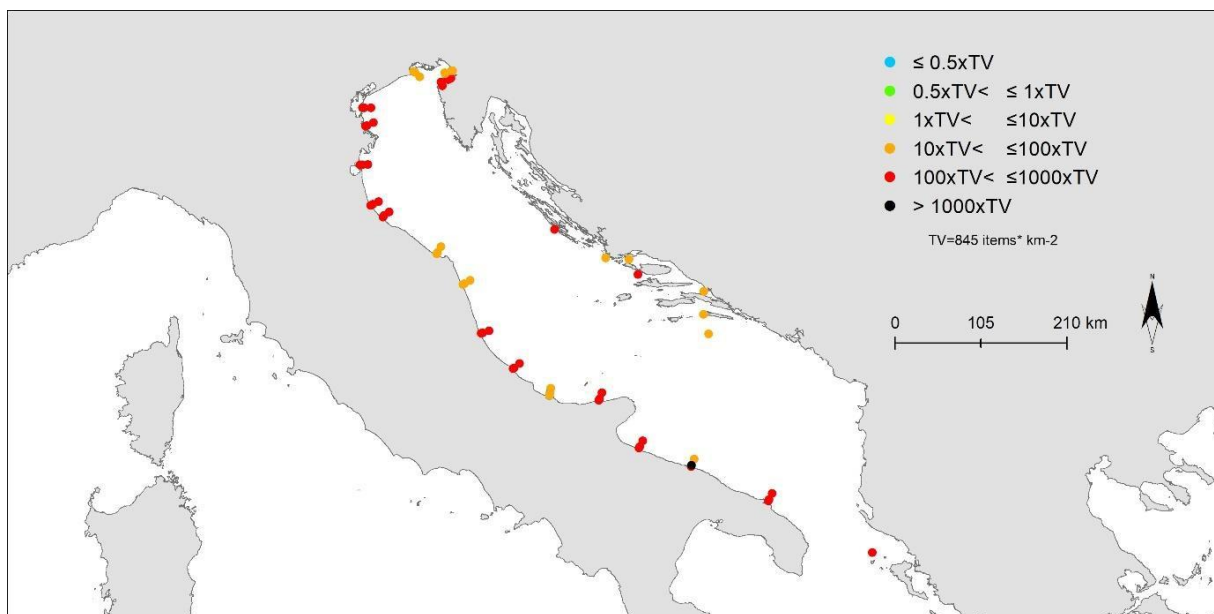 ≤ 0.5xTV
0.5xTV< ≤ 1xTV
1xTV< ≤10xTV
10xTV< ≤100xTV
100xTV< ≤1000xTV
> 1000xTV
TV=845 items* km-2
N
S
0 105 210 km